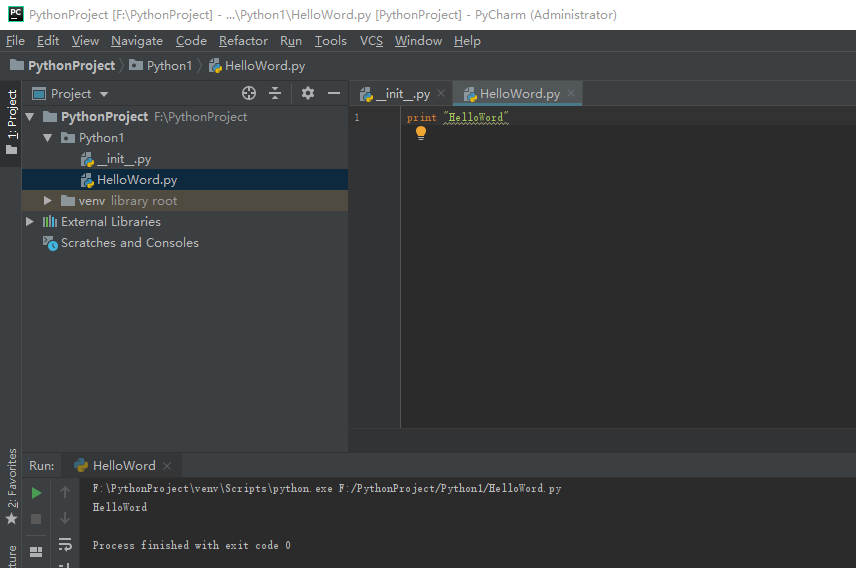 PC PythonProject [F:\PythonProject] - ...\Python1\HelloWord.py [PythonProject] - PyCharm (Administrator)
File Edit View Navigate Code Refactor Run Tools VCS Window Help
PythonProject Python1 HelloWord.py
1: Project
Project
__init__.py HelloWord.py
PythonProject F:\PythonProject
Python1
__init__.py
HelloWord.py
venv library root
External Libraries
Scratches and Consoles
1 print "HelloWord"
Run: HelloWord
F:\PythonProject\venv\Scripts\python.exe F:/PythonProject/Python1/HelloWord.py
HelloWord
Process finished with exit code 0
2: Favorites